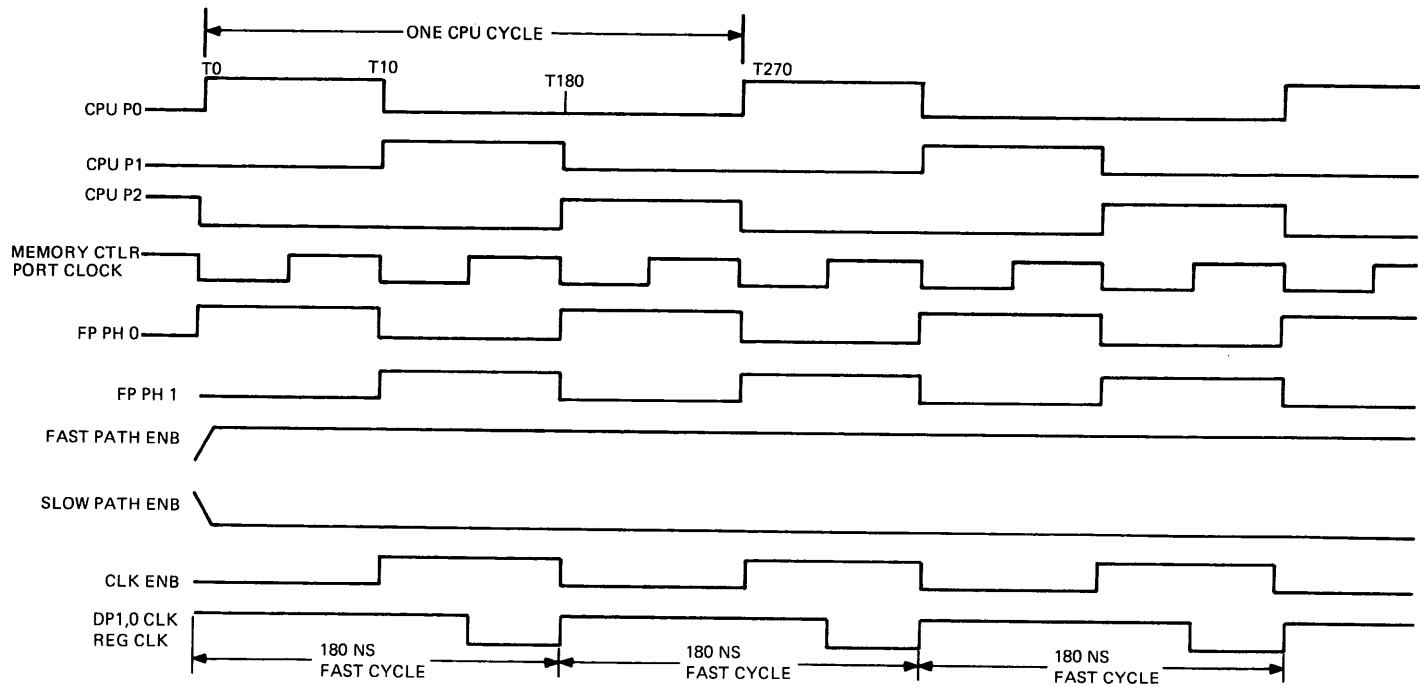 ONE CPU CYCLE
T0
T10
T180
T270
CPU P0
CPU P1
CPU P2
MEMORY CTLR
PORT CLOCK
FP PH 0
FP PH 1
FAST PATH ENB
SLOW PATH ENB
CLK ENB
DP1,0 CLK
REG CLK
180 NS
FAST CYCLE
180 NS
FAST CYCLE
180 NS
FAST CYCLE